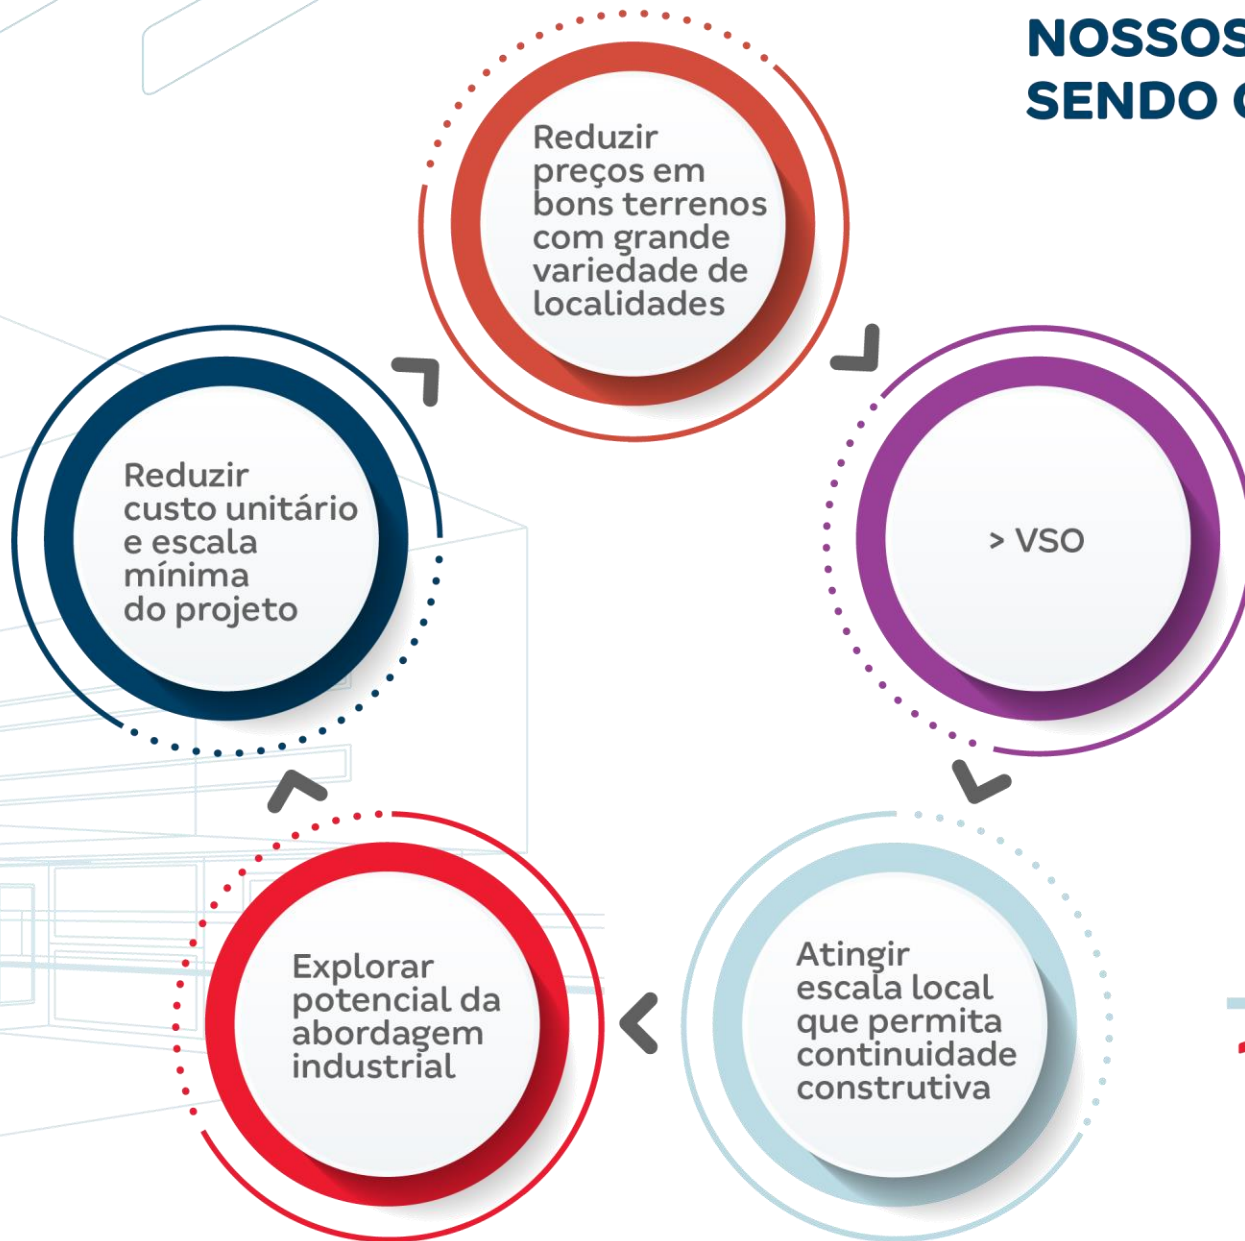 NOSSOS
SENDO
Reduzir
preços em
bons terrenos
com grande
variedade de
localidades
> VSO
Atingir
escala local
que permita
continuidade
construtiva
Explorar
potencial da
abordagem
industrial
Reduzir
custo unitário
e escala
mínima
do projeto